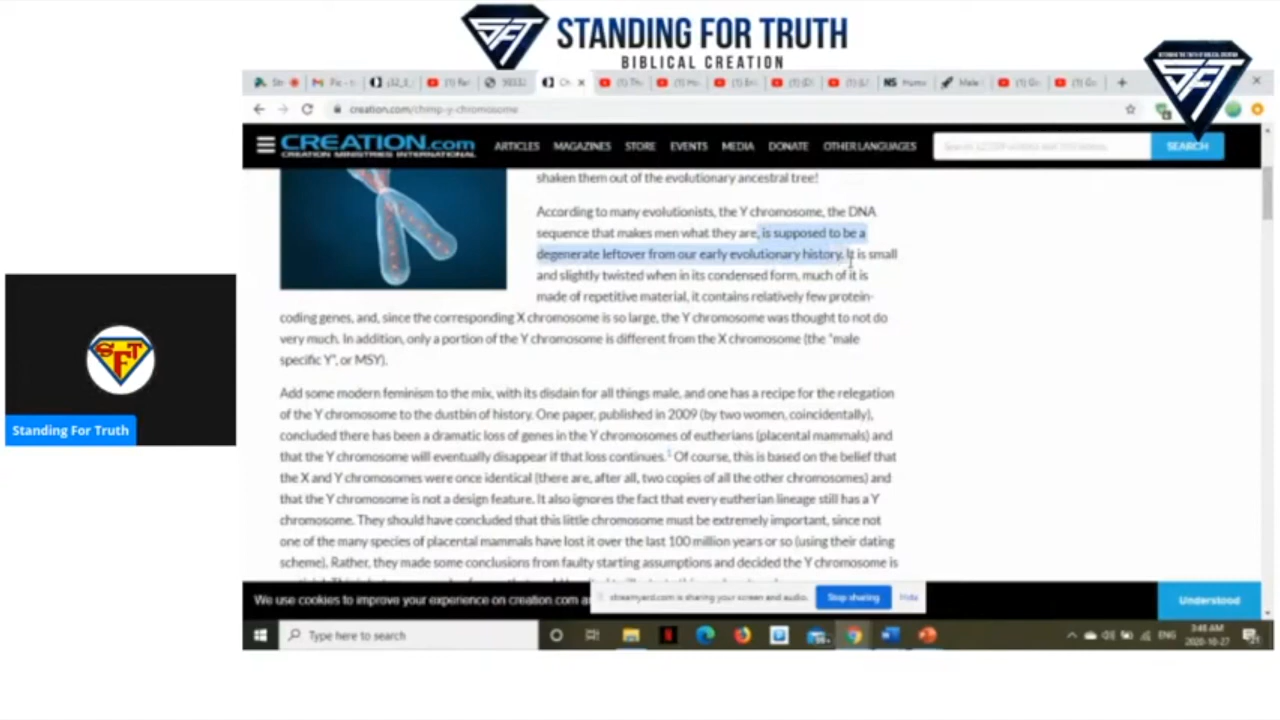 STANDING FOR TRUTH
BIBLICAL CREATION
SFT
SFT
creation.com/chimp-y-chromosome
CREATION.com
CREATION MINISTRIES INTERNATIONAL
ARTICLES MAGAZINES STORE EVENTS MEDIA DONATE OTHER LANGUAGES
SEARCH
shaken them out of the evolutionary ancestral tree!
According to many evolutionists, the Y chromosome, the DNA
sequence that makes men what they are, is supposed to be a
degenerate leftover from our early evolutionary history. It is small
and slightly twisted when in its condensed form, much of it is
made of repetitive material, it contains relatively few protein-
coding genes, and, since the corresponding X chromosome is so large, the Y chromosome was thought to not do
very much. In addition, only a portion of the Y chromosome is different from the X chromosome (the "male
specific Y", or MSY).
Add some modern feminism to the mix, with its disdain for all things male, and one has a recipe for the relegation
of the Y chromosome to the dustbin of history. One paper, published in 2009 (by two women, coincidentally),
concluded there has been a dramatic loss of genes in the Y chromosomes of eutherians (placental mammals) and
that the Y chromosome will eventually disappear if that loss continues.¹ Of course, this is based on the belief that
the X and Y chromosomes were once identical (there are, after all, two copies of all the other chromosomes) and
that the Y chromosome is not a design feature. It also ignores the fact that every eutherian lineage still has a Y
chromosome. They should have concluded that this little chromosome must be extremely important, since not
one of the many species of placental mammals have lost it over the last 100 million years or so (using their dating
scheme). Rather, they made some conclusions from faulty starting assumptions and decided the Y chromosome is
SFT
Standing For Truth
We use cookies to improve your experience on creation.com a
streamyard.com is sharing your screen and audio.
Stop sharing
Hide
Understood
Type here to search
ENG
3:48 AM
2020-10-27